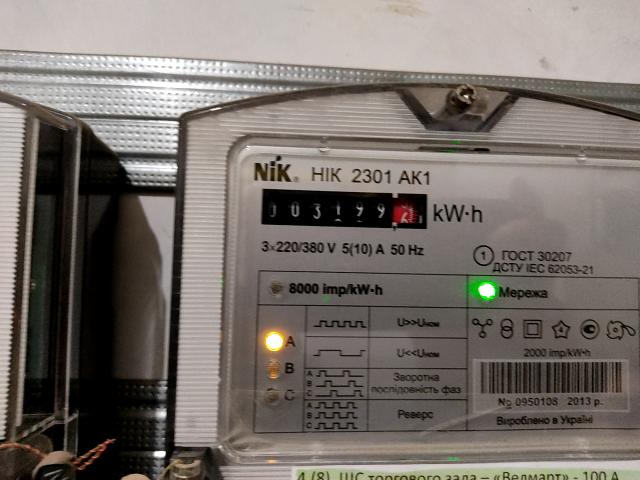 NiK НІК 2301 АК1
003199 2 kW·h
3×220/380 V 5(10) A 50 Hz
1 ГОСТ 30207
ДСТУ IEC 62053-21
8000 imp/kW·h
Мережа
A
B
C
U>>Uном
U<<Uном
A
B
C
Зворотна
послідовність фаз
A
B
C
Реверс
2000 imp/kW·h
№ 0950108 2013 р.
Вироблено в Україні
4 (8) ЩС торгового зала – «Велмарт» - 100 А